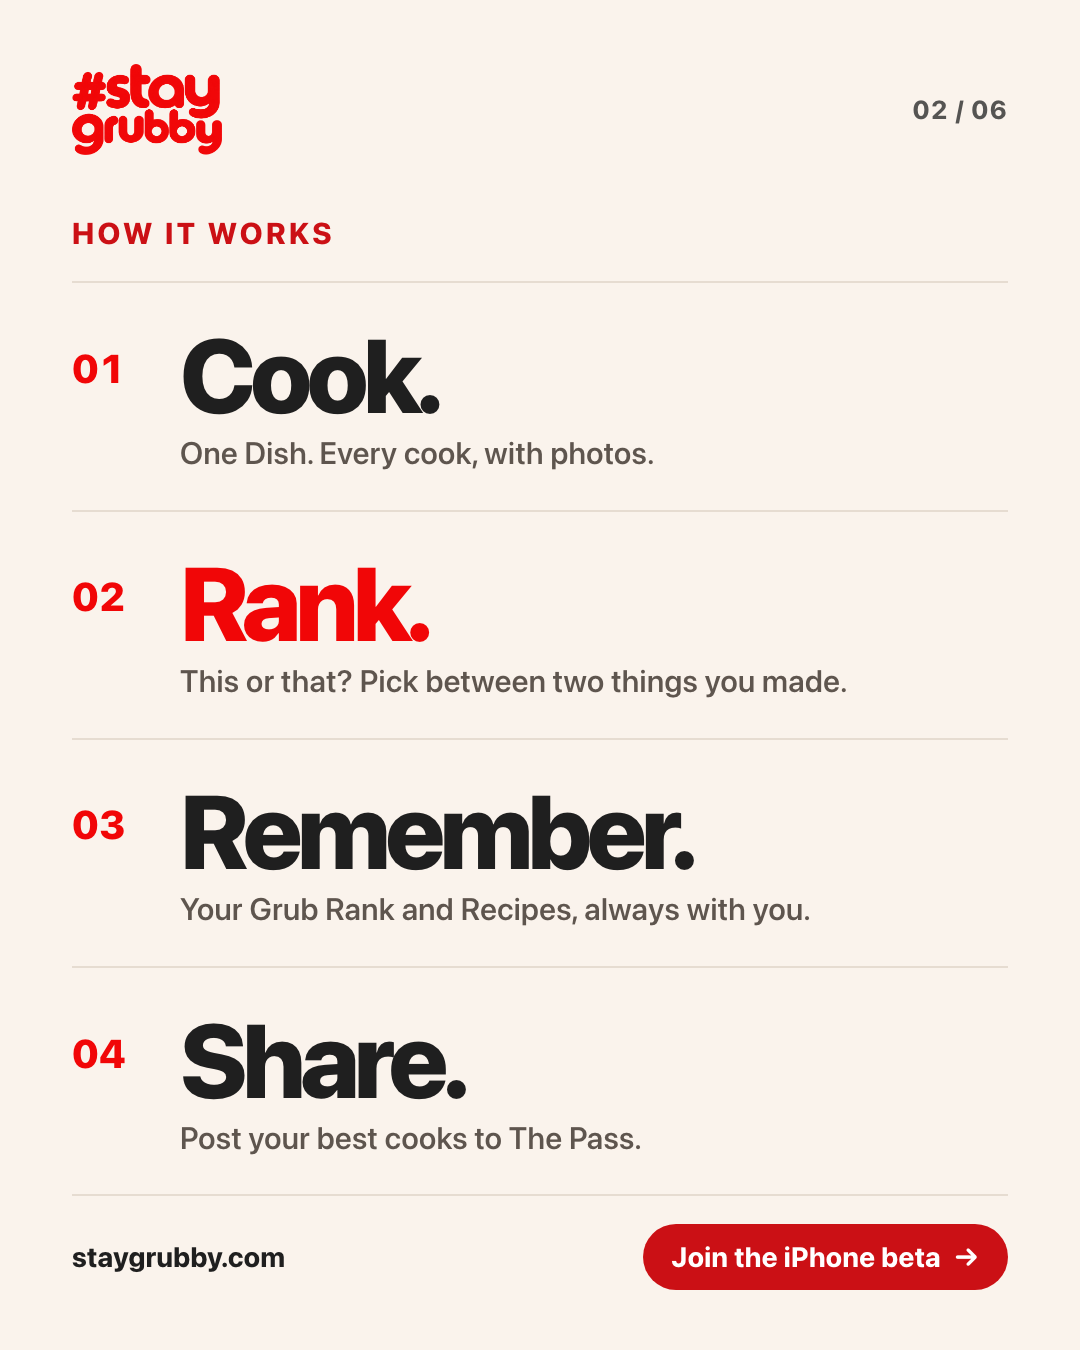 #stay
grubby
02 / 06
HOW IT WORKS
01
Cook.
One Dish. Every cook, with photos.
02
Rank.
This or that? Pick between two things you made.
03
Remember.
Your Grub Rank and Recipes, always with you.
04
Share.
Post your best cooks to The Pass.
staygrubby.com
Join the iPhone beta →